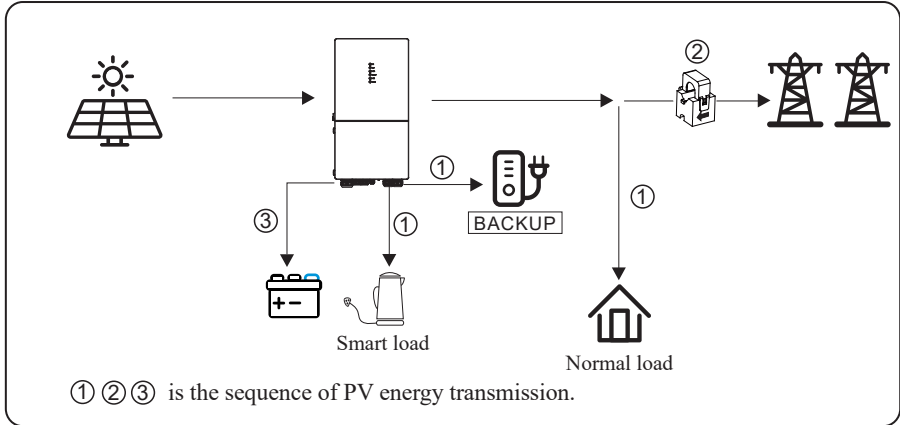 ②
①
BACKUP
③
①
①
Smart load
Normal load
① ② ③ is the sequence of PV energy transmission.